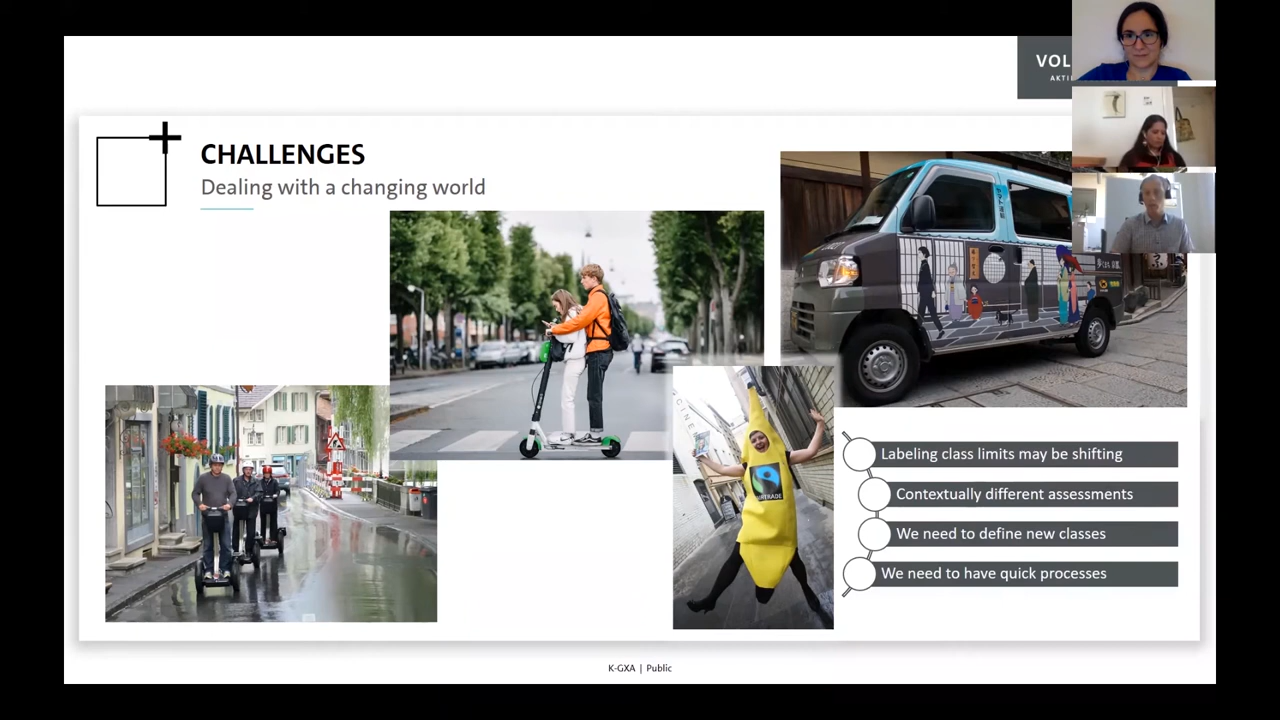 VOL
AKTI
CHALLENGES
Dealing with a changing world
Labeling class limits may be shifting
Contextually different assessments
We need to define new classes
We need to have quick processes
K-GXA | Public